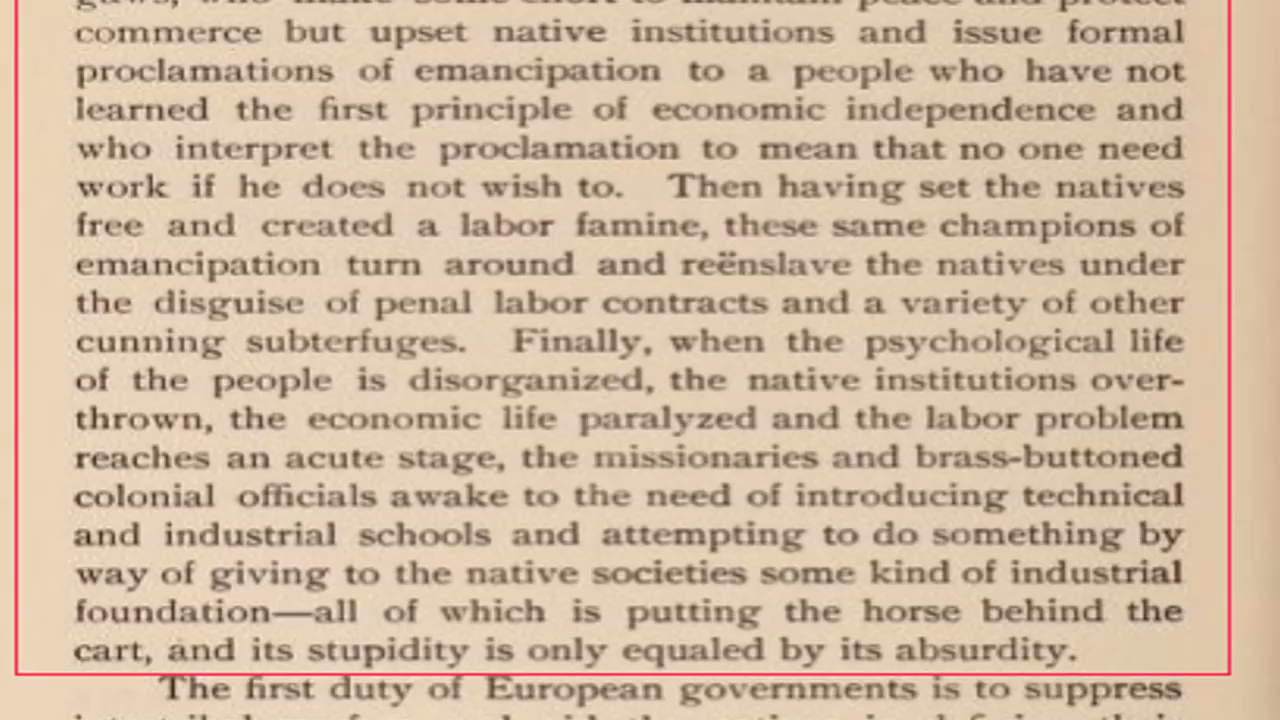 commerce but upset native institutions and issue formal
proclamations of emancipation to a people who have not
learned the first principle of economic independence and
who interpret the proclamation to mean that no one need
work if he does not wish to. Then having set the natives
free and created a labor famine, these same champions of
emancipation turn around and reënslave the natives under
the disguise of penal labor contracts and a variety of other
cunning subterfuges. Finally, when the psychological life
of the people is disorganized, the native institutions over-
thrown, the economic life paralyzed and the labor problem
reaches an acute stage, the missionaries and brass-buttoned
colonial officials awake to the need of introducing technical
and industrial schools and attempting to do something by
way of giving to the native societies some kind of industrial
foundation—all of which is putting the horse behind the
cart, and its stupidity is only equaled by its absurdity.
The first duty of European governments is to suppress